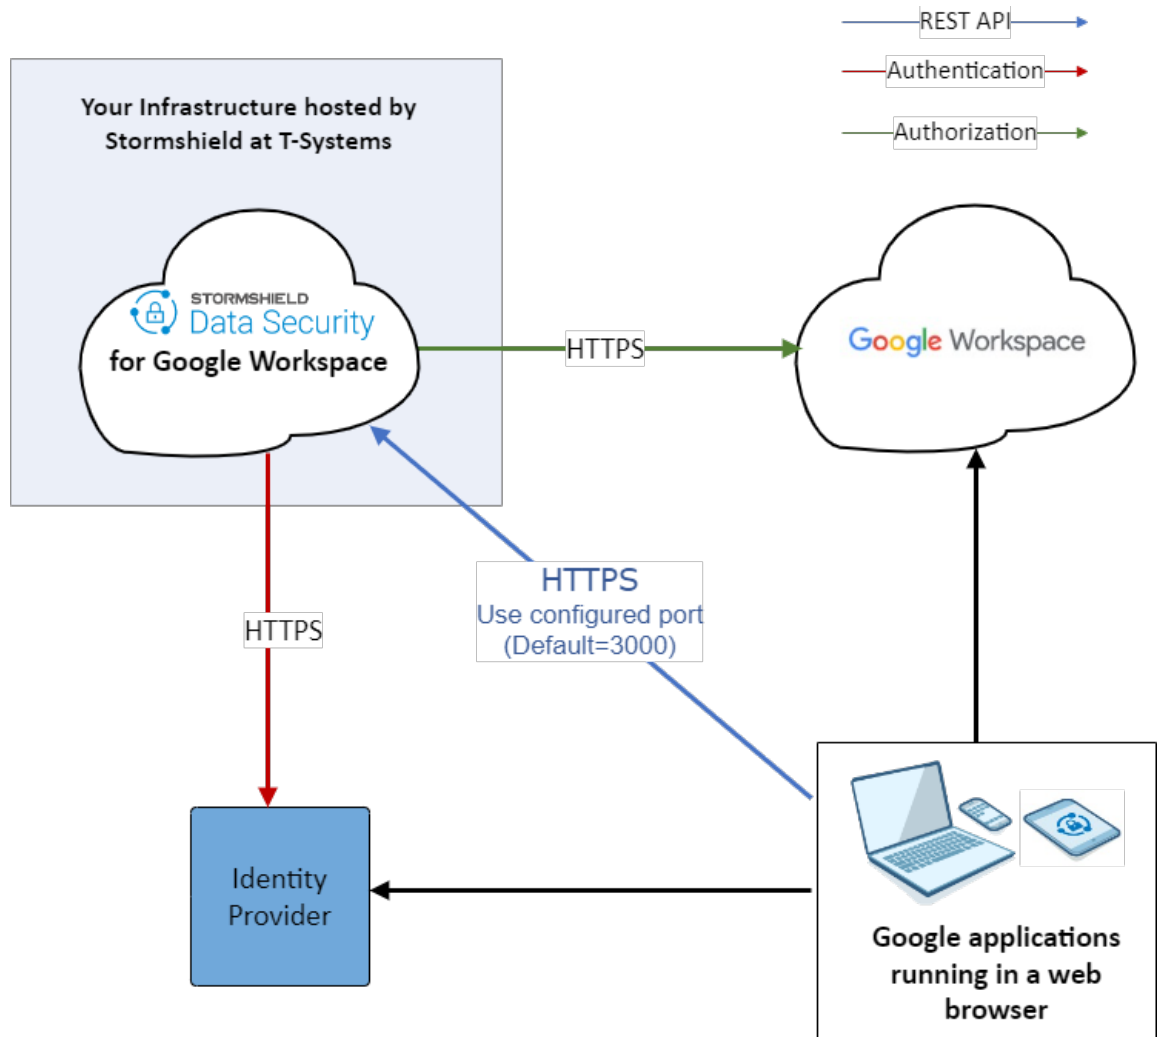 REST API
Authentication
Authorization
Your Infrastructure hosted by
Stormshield at T-Systems
STORMSHIELD
Data Security
for Google Workspace
HTTPS
Google Workspace
HTTPS
Use configured port
(Default=3000)
HTTPS
Identity
Provider
Google applications
running in a web
browser